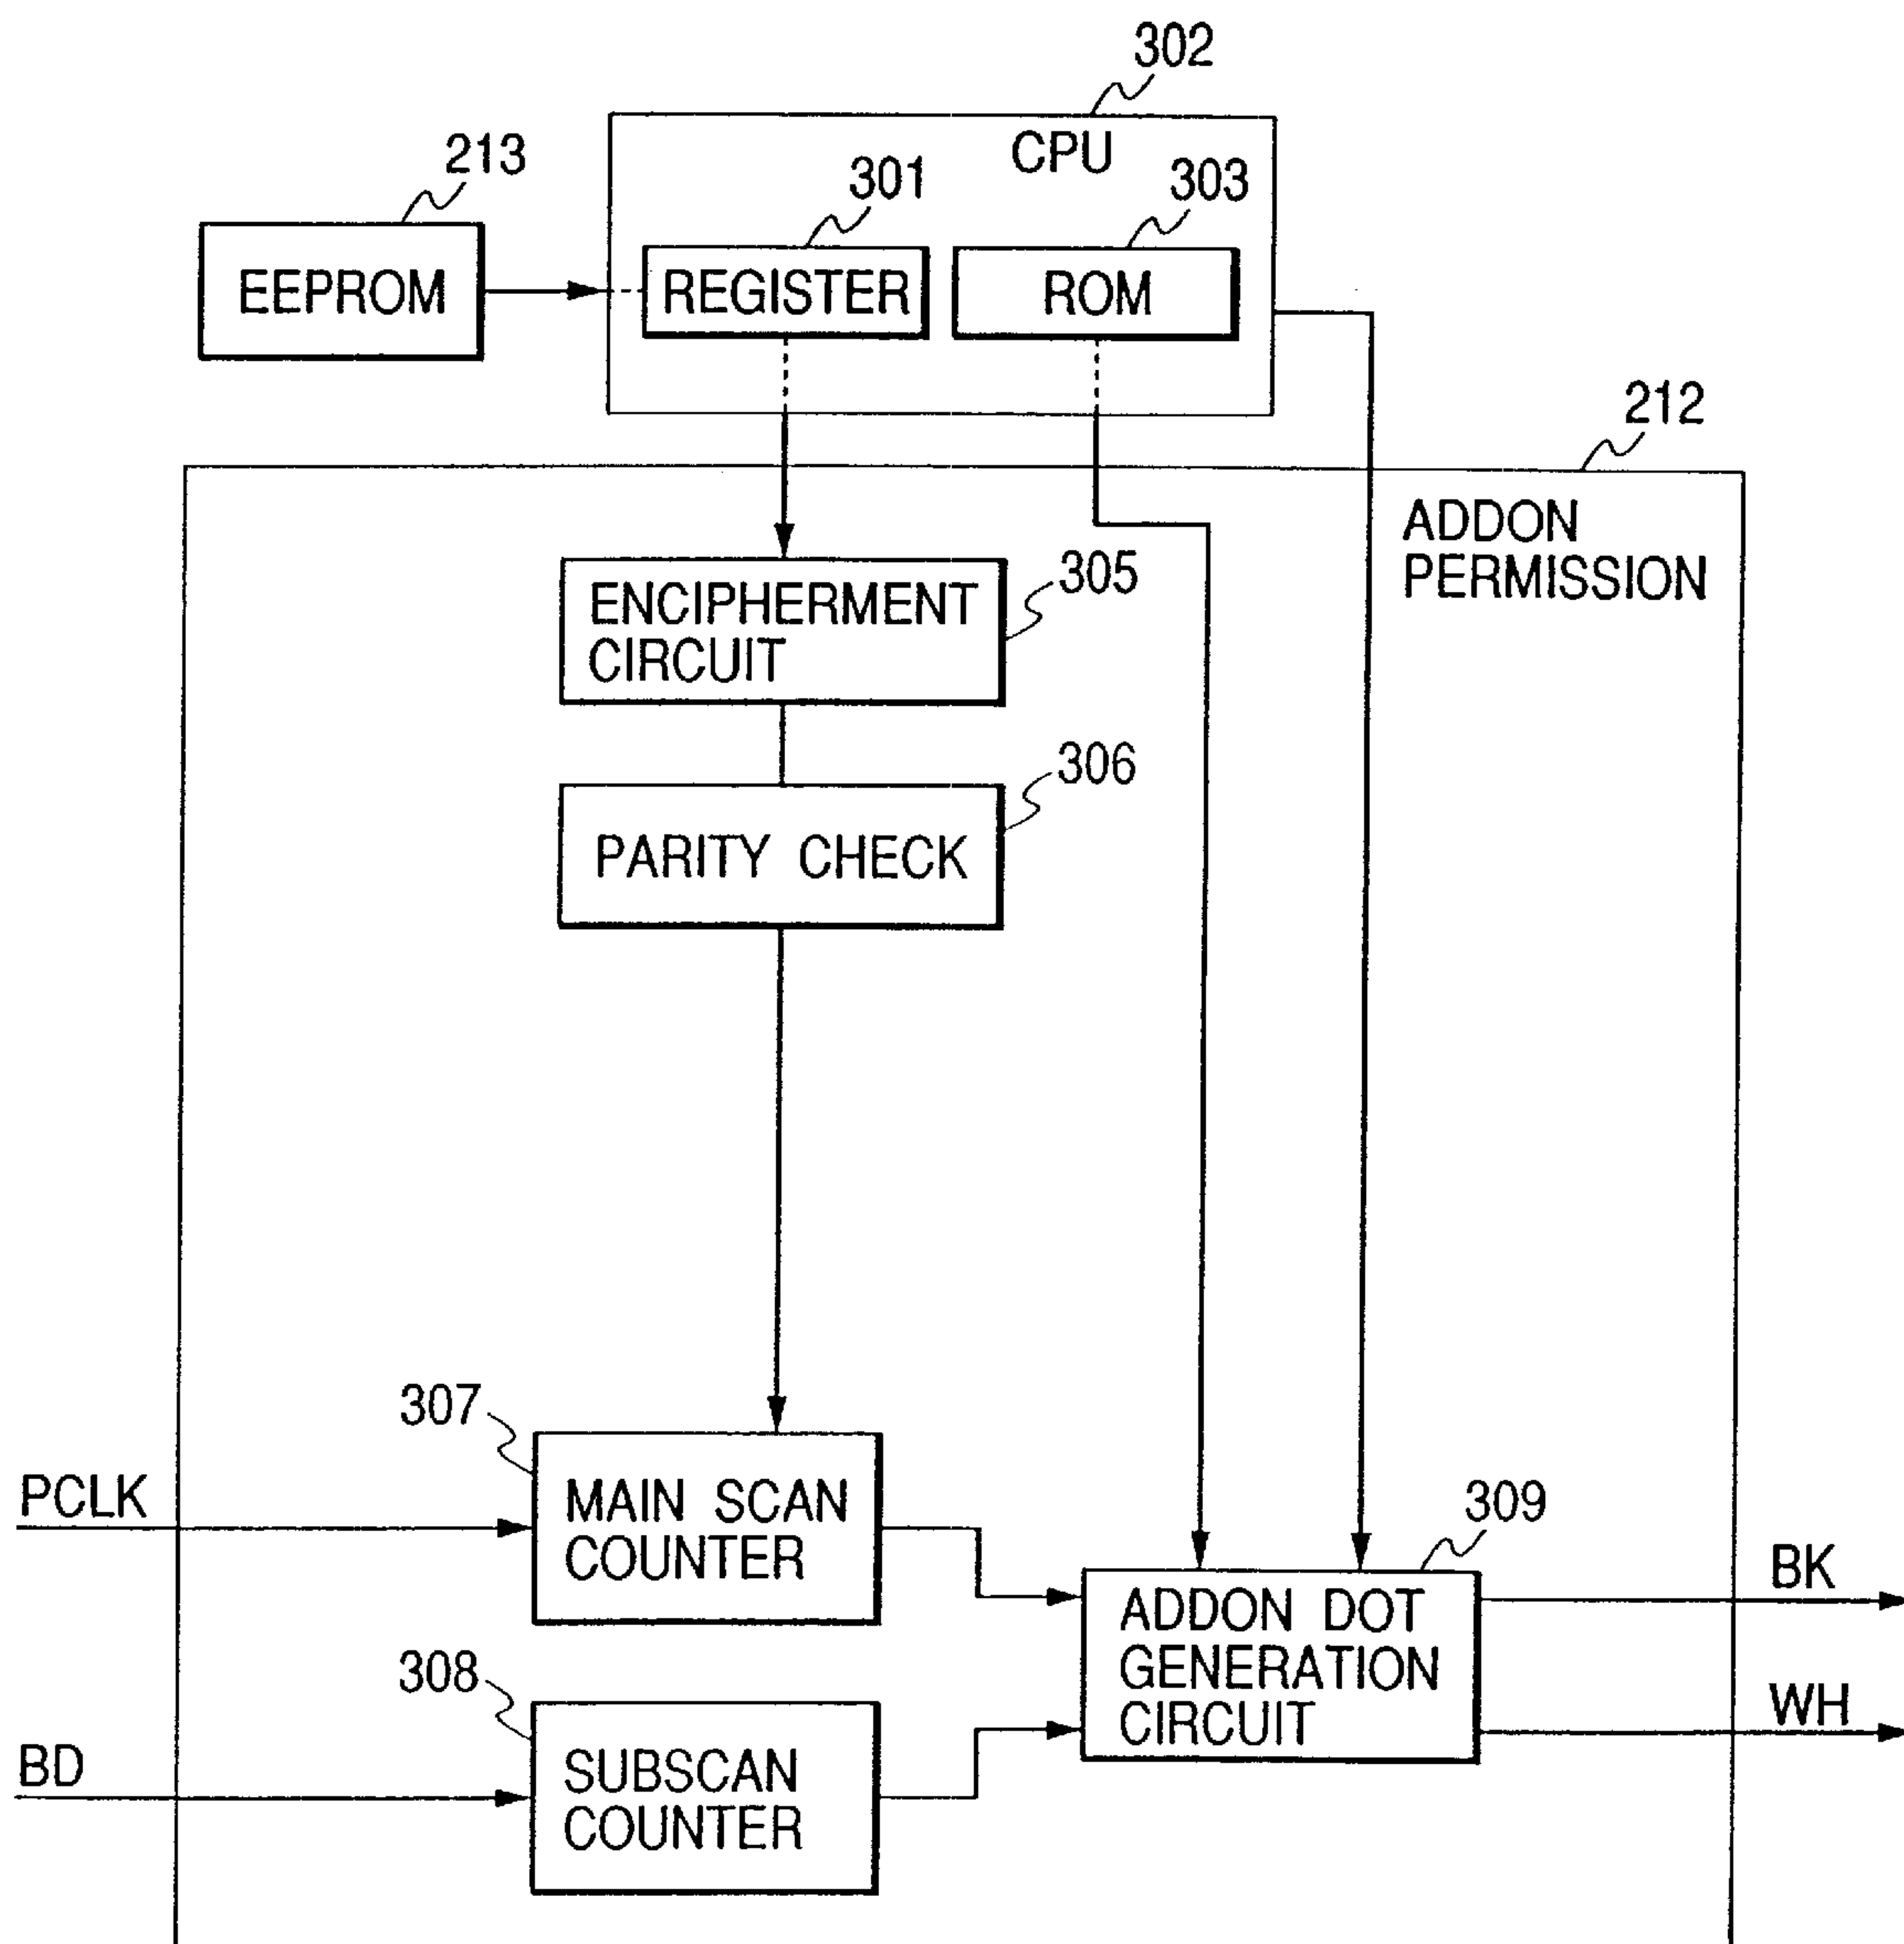 302
CPU
213
301
303
EEPROM
REGISTER
ROM
212
ADDON
PERMISSION
ENCIPHERMENT
CIRCUIT
305
306
PARITY CHECK
307
PCLK
MAIN SCAN
COUNTER
309
BK
ADDON DOT
GENERATION
CIRCUIT
308
WH
BD
SUBSCAN
COUNTER